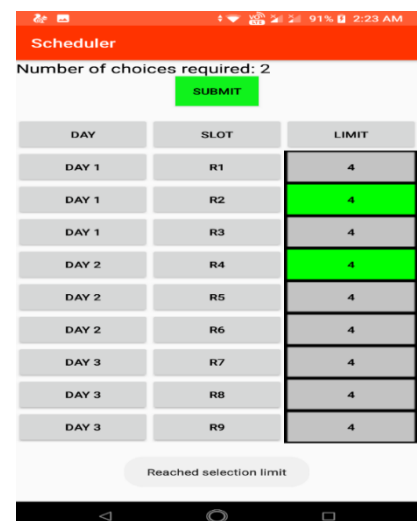 91% 2:23 AM
Scheduler
Number of choices required: 2
SUBMIT
DAY SLOT LIMIT
DAY 1 R1 4
DAY 1 R2 4
DAY 1 R3 4
DAY 2 R4 4
DAY 2 R5 4
DAY 2 R6 4
DAY 3 R7 4
DAY 3 R8 4
DAY 3 R9 4
Reached selection limit